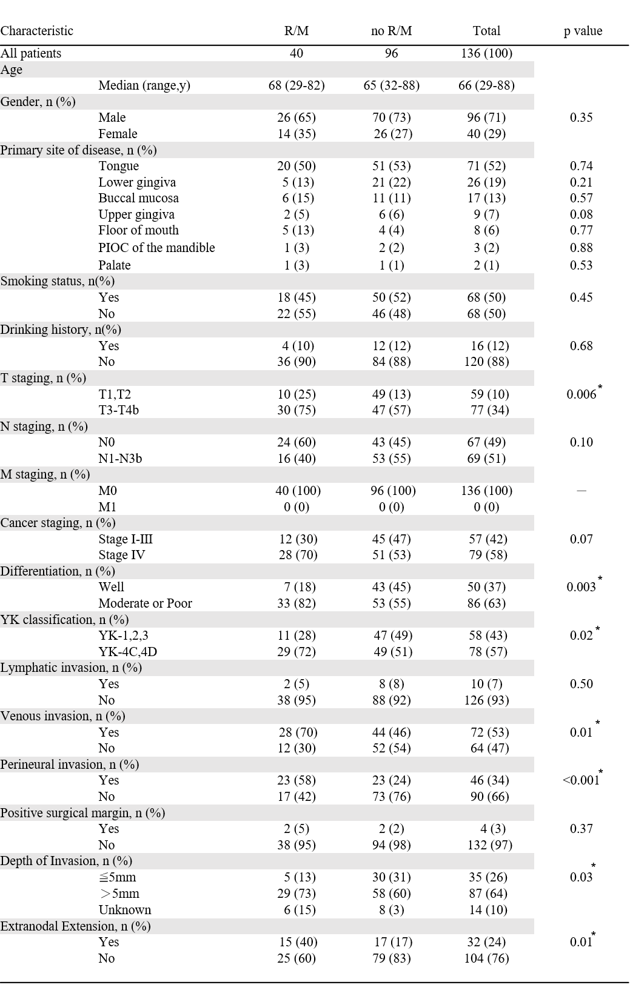 Characteristic R/M no R/M Total p value
All patients 40 96 136 (100)
Age
Median (range,y) 68 (29-82) 65 (32-88) 66 (29-88)
Gender, n (%)
Male 26 (65) 70 (73) 96 (71) 0.35
Female 14 (35) 26 (27) 40 (29)
Primary site of disease, n (%)
Tongue 20 (50) 51 (53) 71 (52) 0.74
Lower gingiva 5 (13) 21 (22) 26 (19) 0.21
Buccal mucosa 6 (15) 11 (11) 17 (13) 0.57
Upper gingiva 2 (5) 6 (6) 9 (7) 0.08
Floor of mouth 5 (13) 4 (4) 8 (6) 0.77
PIOC of the mandible 1 (3) 2 (2) 3 (2) 0.88
Palate 1 (3) 1 (1) 2 (1) 0.53
Smoking status, n(%)
Yes 18 (45) 50 (52) 68 (50) 0.45
No 22 (55) 46 (48) 68 (50)
Drinking history, n(%)
Yes 4 (10) 12 (12) 16 (12) 0.68
No 36 (90) 84 (88) 120 (88)
T staging, n (%)
T1,T2 10 (25) 49 (13) 59 (10) 0.006*
T3-T4b 30 (75) 47 (57) 77 (34)
N staging, n (%)
N0 24 (60) 43 (45) 67 (49) 0.10
N1-N3b 16 (40) 53 (55) 69 (51)
M staging, n (%)
M0 40 (100) 96 (100) 136 (100) —
M1 0 (0) 0 (0) 0 (0)
Cancer staging, n (%)
Stage I-III 12 (30) 45 (47) 57 (42) 0.07
Stage IV 28 (70) 51 (53) 79 (58)
Differentiation, n (%)
Well 7 (18) 43 (45) 50 (37) 0.003*
Moderate or Poor 33 (82) 53 (55) 86 (63)
YK classification, n (%)
YK-1,2,3 11 (28) 47 (49) 58 (43) 0.02*
YK-4C,4D 29 (72) 49 (51) 78 (57)
Lymphatic invasion, n (%)
Yes 2 (5) 8 (8) 10 (7) 0.50
No 38 (95) 88 (92) 126 (93)
Venous invasion, n (%)
Yes 28 (70) 44 (46) 72 (53) 0.01*
No 12 (30) 52 (54) 64 (47)
Perineural invasion, n (%)
Yes 23 (58) 23 (24) 46 (34) <0.001*
No 17 (42) 73 (76) 90 (66)
Positive surgical margin, n (%)
Yes 2 (5) 2 (2) 4 (3) 0.37
No 38 (95) 94 (98) 132 (97)
Depth of Invasion, n (%)
≦5mm 5 (13) 30 (31) 35 (26) 0.03*
＞5mm 29 (73) 58 (60) 87 (64)
Unknown 6 (15) 8 (3) 14 (10)
Extranodal Extension, n (%)
Yes 15 (40) 17 (17) 32 (24) 0.01*
No 25 (60) 79 (83) 104 (76)